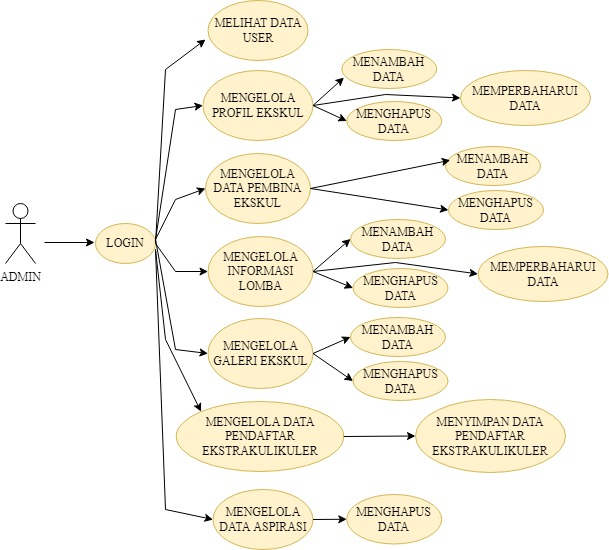 MELIHAT DATA
USER
MENGELOLA
PROFIL EKSKUL
MENAMBAH
DATA
MEMPERBAHARUI
DATA
MENGHAPUS
DATA
MENGELOLA
DATA PEMBINA
EKSKUL
MENAMBAH
DATA
MENGHAPUS
DATA
ADMIN
LOGIN
MENGELOLA
INFORMASI
LOMBA
MENAMBAH
DATA
MEMPERBAHARUI
DATA
MENGHAPUS
DATA
MENGELOLA
GALERI EKSKUL
MENAMBAH
DATA
MENGHAPUS
DATA
MENGELOLA DATA
PENDAFTAR
EKSTRAKULIKULER
MENYIMPAN DATA
PENDAFTAR
EKSTRAKULIKULER
MENGELOLA
DATA ASPIRASI
MENGHAPUS
DATA